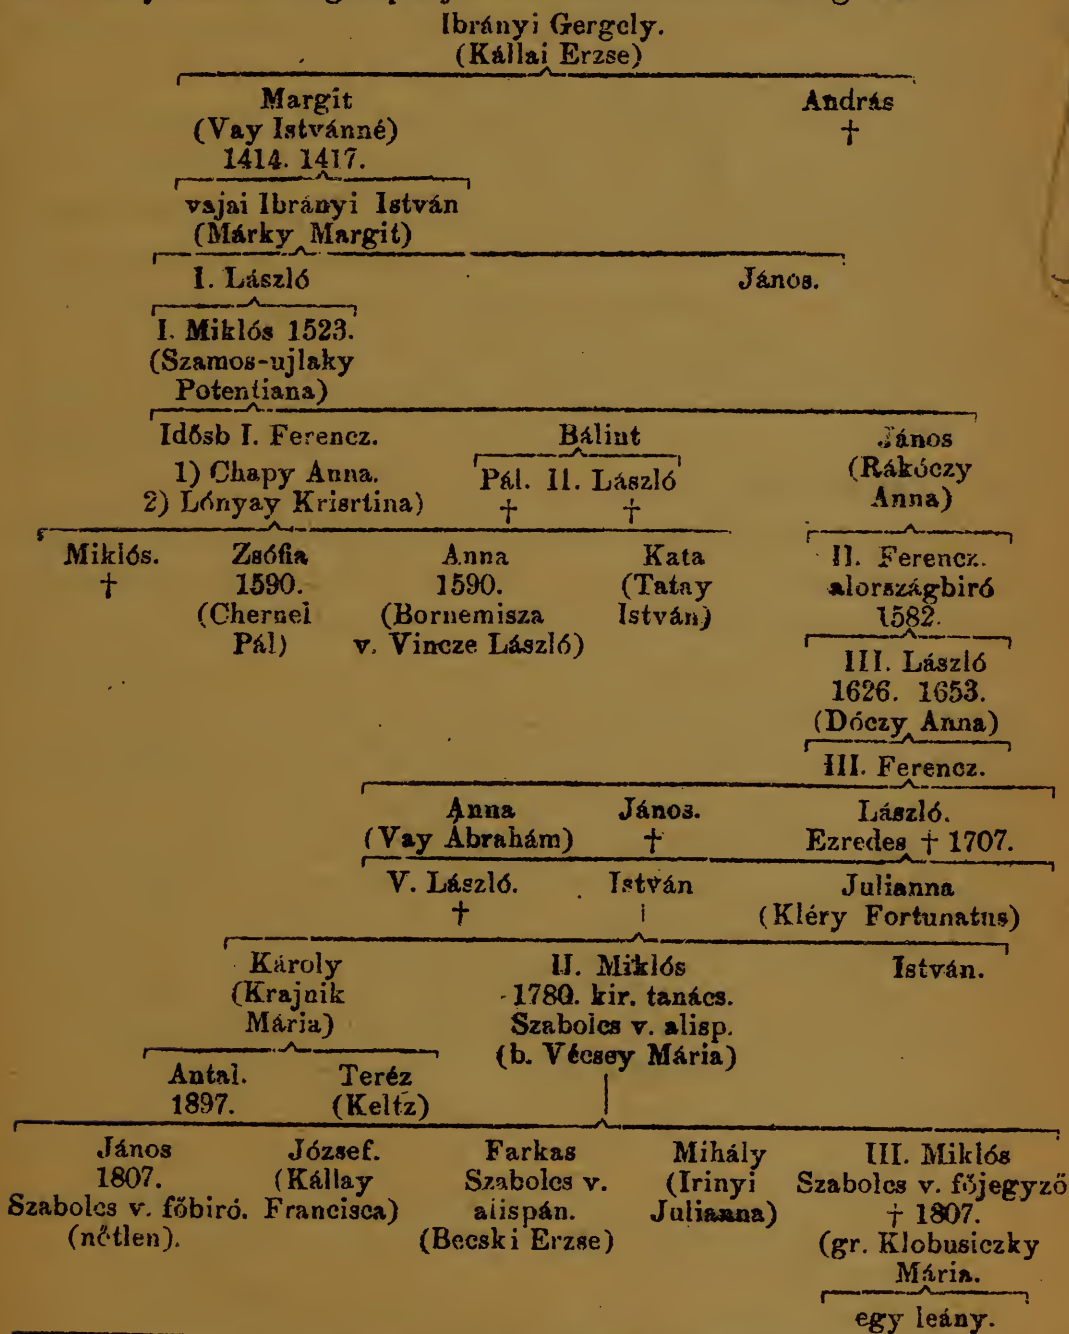 Ibrányi Gergely.
(Kállai Erzse)
Margit András
(Vay Istvánné) †
1414. 1417.
vajai Ibrányi István
(Márky Margit)
I. László János.
I. Miklós 1523.
(Szamos-ujlaky
Potentiana)
Idősb I. Ferencz. Bálint János
1) Chapy Anna. Pál. II. László (Rákóczy
2) Lónyay Krisrtina) † † Anna)
Miklós. Zsófia Anna Kata II. Ferencz.
† 1590. 1590. (Tatay alországbiró
(Chernel (Bornemisza István) 1582.
Pál) v. Vincze László) III. László
1626. 1653.
(Dóczy Anna)
III. Ferencz.
Anna János. László.
(Vay Ábrahám) † Ezredes † 1707.
V. László. István Julianna
† (Kléry Fortunatus)
Károly II. Miklós István.
(Krajnik 1780. kir. tanács.
Mária) Szabolcs v. alisp.
(b. Vécsey Mária)
Antal. Teréz
1897. (Keltz)
János József. Farkas Mihály III. Miklós
1807. (Kállay Szabolcs v. (Irinyi Szabolcs v. főjegyző
Szabolcs v. főbiró. Francisca) alispán. Julianna) † 1807.
(nőtlen). (Becski Erzse) (gr. Klobusiczky
Mária.
egy leány.